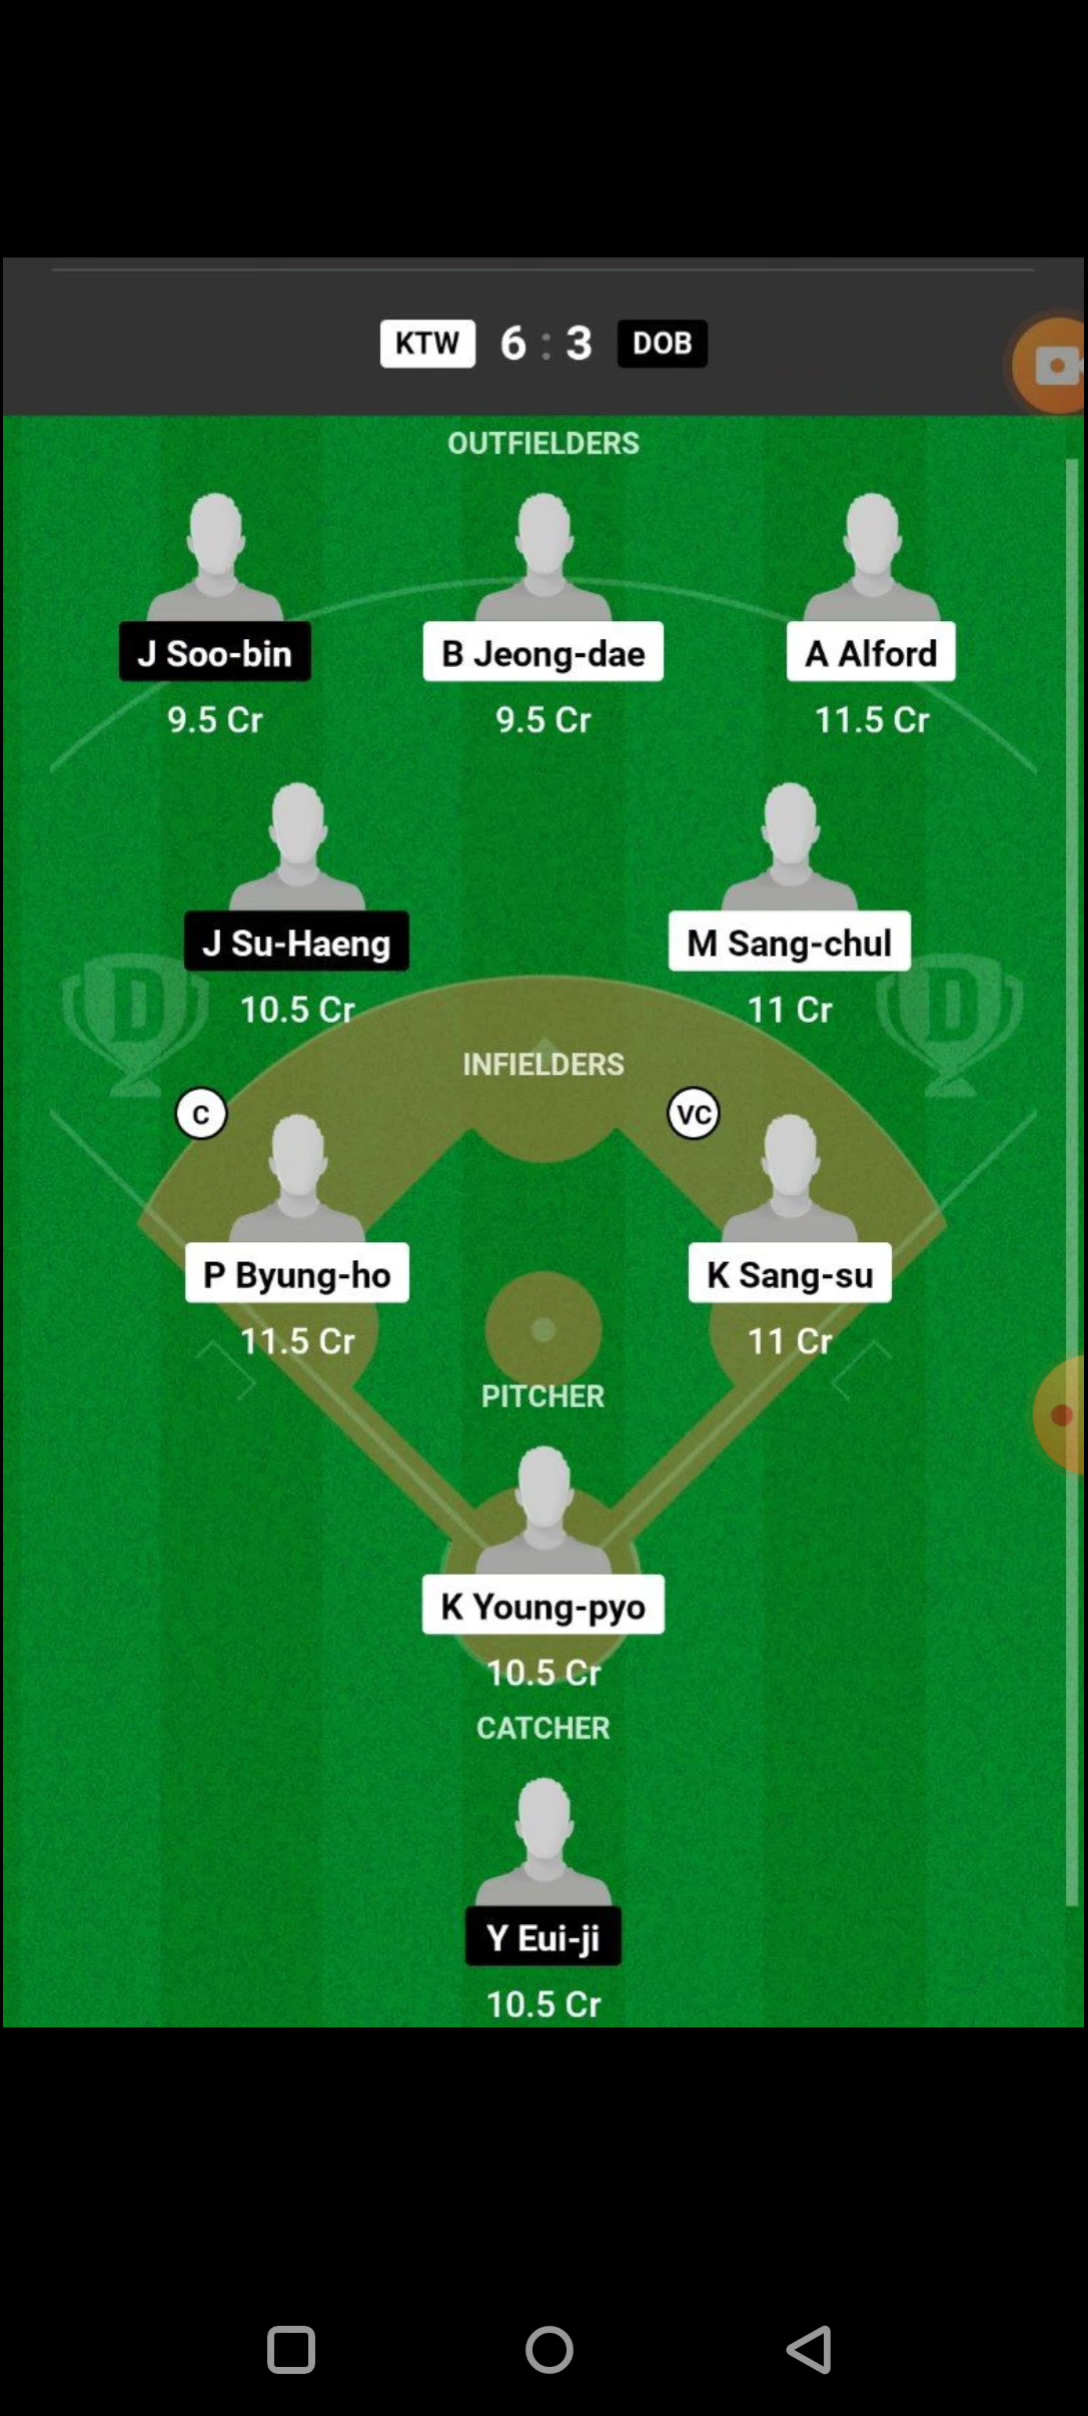 KTW 6 : 3 DOB
OUTFIELDERS
J Soo-bin B Jeong-dae A Alford
9.5 Cr 9.5 Cr 11.5 Cr
J Su-Haeng M Sang-chul
10.5 Cr 11 Cr
D D
INFIELDERS
C VC
P Byung-ho K Sang-su
11.5 Cr 11 Cr
PITCHER
K Young-pyo
10.5 Cr
CATCHER
Y Eui-ji
10.5 Cr